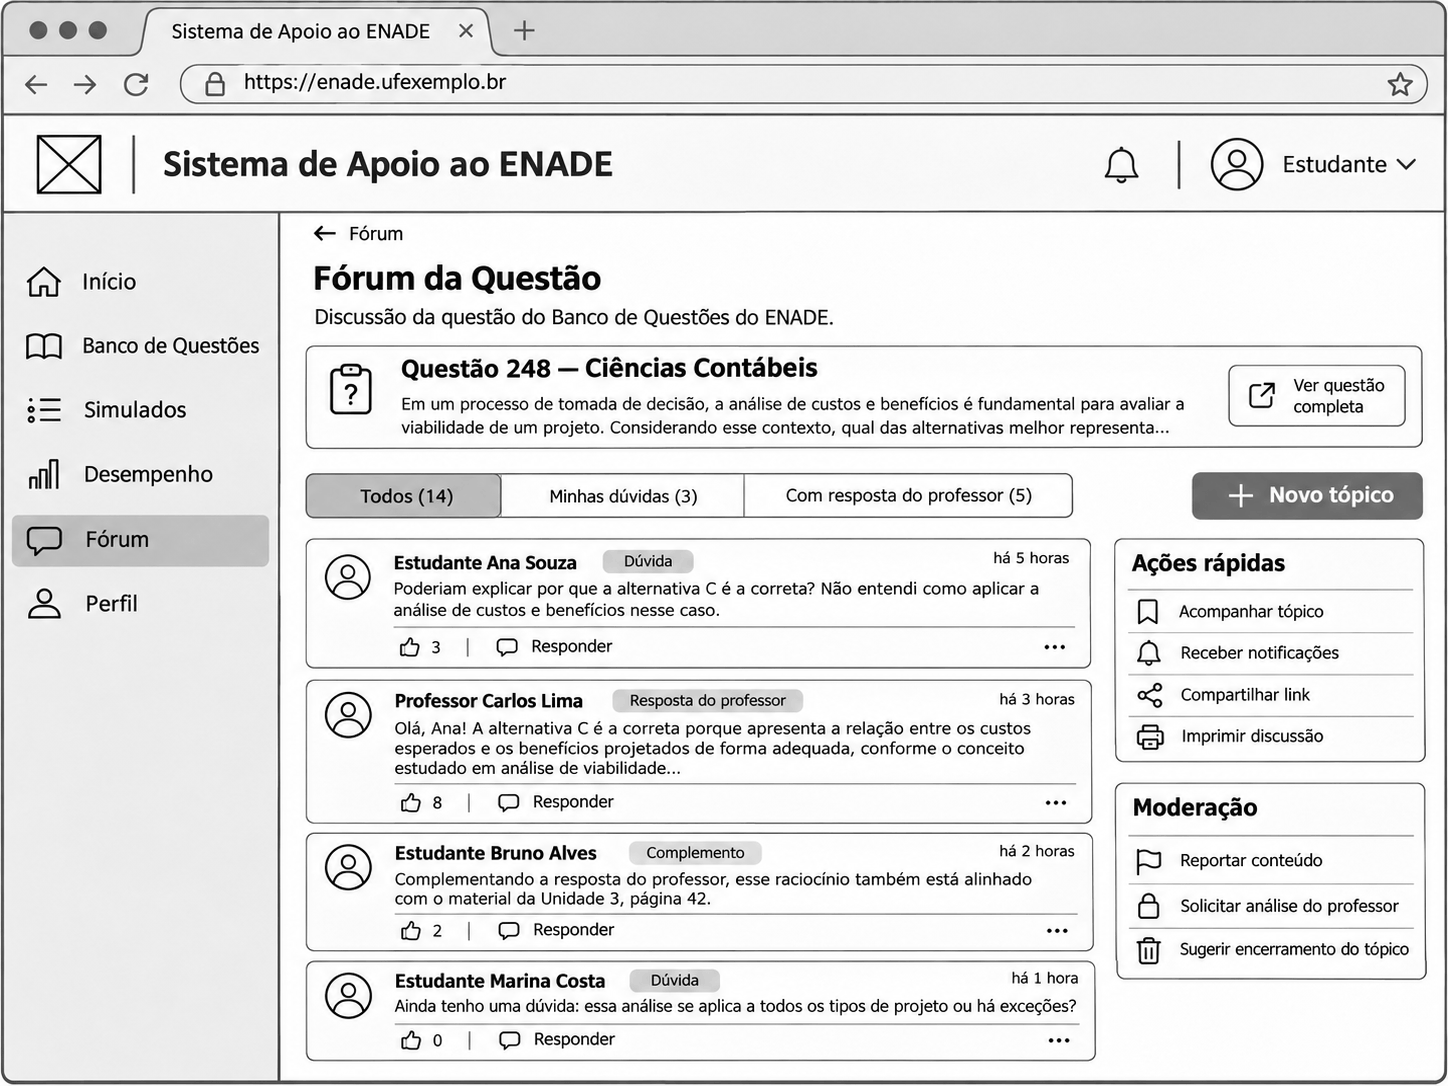 Sistema de Apoio ao ENADE
https://enade.ufexemplo.br
Sistema de Apoio ao ENADE
Estudante
Início
Banco de Questões
Simulados
Desempenho
Fórum
Perfil
Fórum
Fórum da Questão
Discussão da questão do Banco de Questões do ENADE.
?
Questão 248 — Ciências Contábeis
Em um processo de tomada de decisão, a análise de custos e benefícios é fundamental para avaliar a
viabilidade de um projeto. Considerando esse contexto, qual das alternativas melhor representa...
Ver questão
completa
Todos (14)
Minhas dúvidas (3)
Com resposta do professor (5)
Novo tópico
Estudante Ana Souza
Dúvida
há 5 horas
Poderiam explicar por que a alternativa C é a correta? Não entendi como aplicar a
análise de custos e benefícios nesse caso.
3 | Responder
Professor Carlos Lima
Resposta do professor
há 3 horas
Olá, Ana! A alternativa C é a correta porque apresenta a relação entre os custos
esperados e os benefícios projetados de forma adequada, conforme o conceito
estudado em análise de viabilidade...
8 | Responder
Estudante Bruno Alves
Complemento
há 2 horas
Complementando a resposta do professor, esse raciocínio também está alinhado
com o material da Unidade 3, página 42.
2 | Responder
Estudante Marina Costa
Dúvida
há 1 hora
Ainda tenho uma dúvida: essa análise se aplica a todos os tipos de projeto ou há exceções?
0 | Responder
Ações rápidas
Acompanhar tópico
Receber notificações
Compartilhar link
Imprimir discussão
Moderação
Reportar conteúdo
Solicitar análise do professor
Sugerir encerramento do tópico